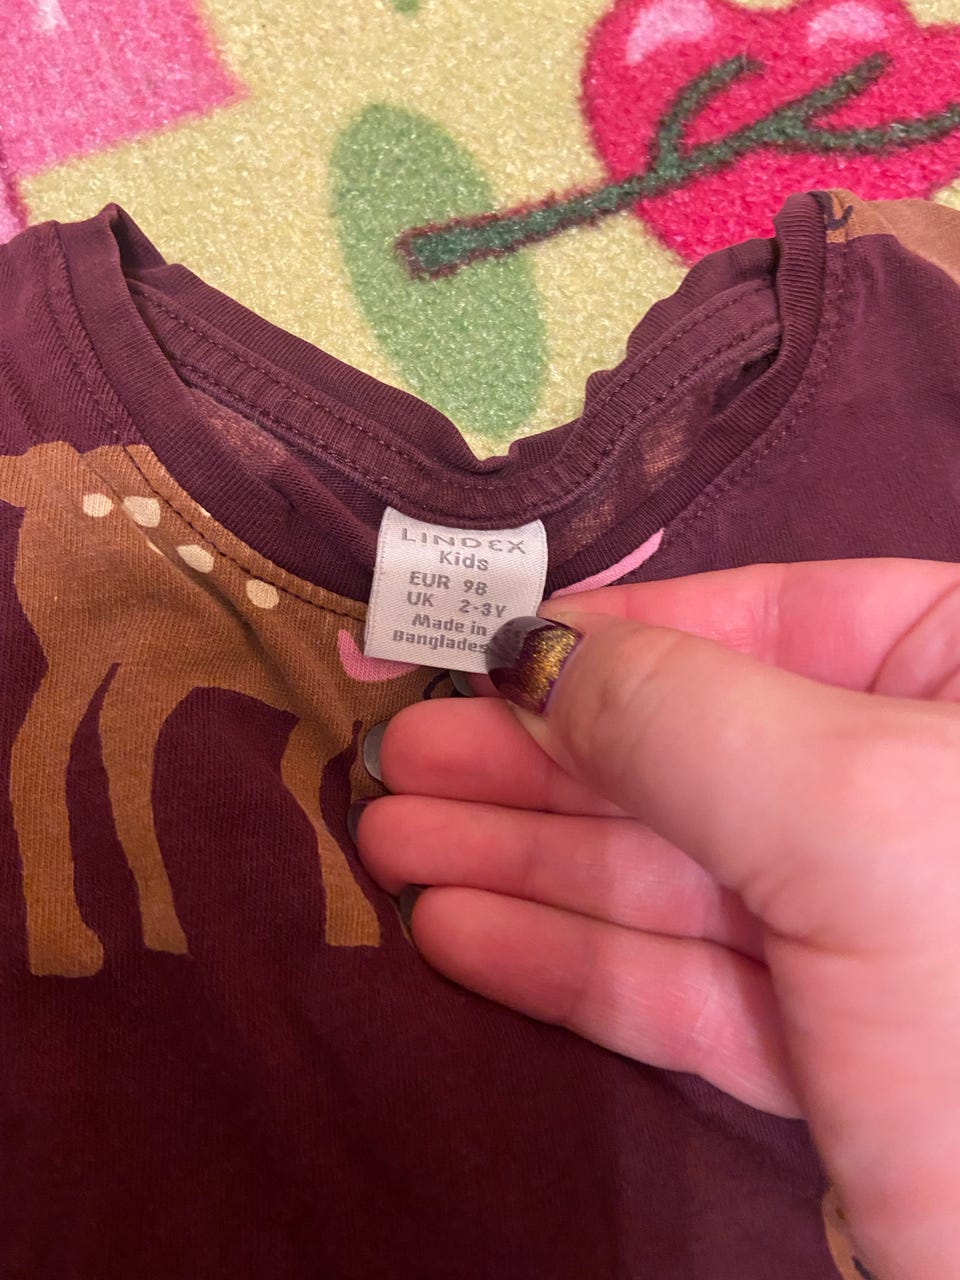 LINDEX
Kids
EUR 98
UK 2-3Y
Made in
Banglades